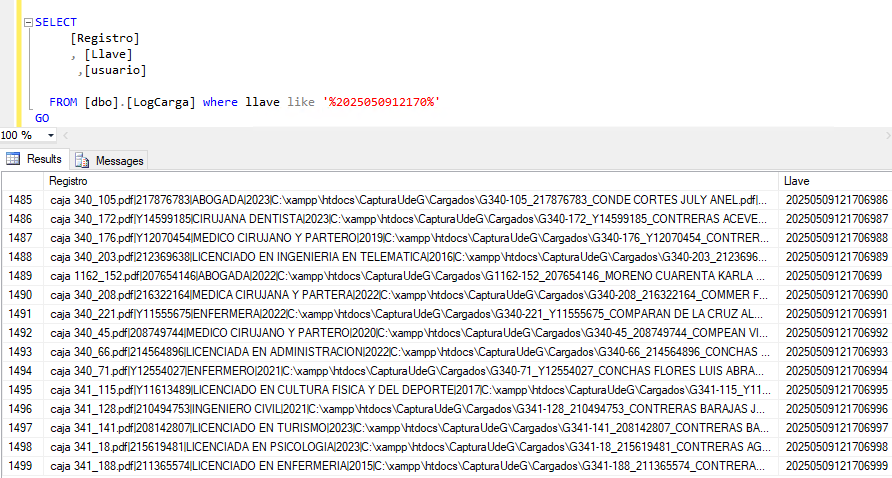 SELECT
[Registro]
, [Llave]
,[usuario]
FROM [dbo].[LogCarga] where llave like '%2025050912170%'
GO
100 %
Results Messages
Registro Llave
1485 caja 340_105.pdf|217876783|ABOGADA|2023|C:\xampp\htdocs\CapturaUdeG\Cargados\G340-105_217876783_CONDE CORTES JULY ANEL.pdf|... 20250509121706986
1486 caja 340_172.pdf|Y14599185|CIRUJANA DENTISTA|2023|C:\xampp\htdocs\CapturaUdeG\Cargados\G340-172_Y14599185_CONTRERAS ACEVE... 20250509121706987
1487 caja 340_176.pdf|Y12070454|MEDICO CIRUJANO Y PARTERO|2019|C:\xampp\htdocs\CapturaUdeG\Cargados\G340-176_Y12070454_CONTRER... 20250509121706988
1488 caja 340_203.pdf|212369638|LICENCIADO EN INGENIERIA EN TELEMATICA|2016|C:\xampp\htdocs\CapturaUdeG\Cargados\G340-203_2123696... 20250509121706989
1489 caja 1162_152.pdf|207654146|ABOGADA|2022|C:\xampp\htdocs\CapturaUdeG\Cargados\G1162-152_207654146_MORENO CUARENTA KARLA ... 2025050912170699
1490 caja 340_208.pdf|216322164|MEDICA CIRUJANA Y PARTERA|2022|C:\xampp\htdocs\CapturaUdeG\Cargados\G340-208_216322164_COMMER F... 20250509121706990
1491 caja 340_221.pdf|Y11555675|ENFERMERA|2022|C:\xampp\htdocs\CapturaUdeG\Cargados\G340-221_Y11555675_COMPARAN DE LA CRUZ AL... 20250509121706991
1492 caja 340_45.pdf|208749744|MEDICO CIRUJANO Y PARTERO|2020|C:\xampp\htdocs\CapturaUdeG\Cargados\G340-45_208749744_COMPEAN VI... 20250509121706992
1493 caja 340_66.pdf|214564896|LICENCIADA EN ADMINISTRACION|2022|C:\xampp\htdocs\CapturaUdeG\Cargados\G340-66_214564896_CONCHAS ... 20250509121706993
1494 caja 340_71.pdf|Y12554027|ENFERMERO|2021|C:\xampp\htdocs\CapturaUdeG\Cargados\G340-71_Y12554027_CONCHAS FLORES LUIS ABRA... 20250509121706994
1495 caja 341_115.pdf|Y11613489|LICENCIADO EN CULTURA FISICA Y DEL DEPORTE|2017|C:\xampp\htdocs\CapturaUdeG\Cargados\G341-115_Y11... 20250509121706995
1496 caja 341_128.pdf|210494753|INGENIERO CIVIL|2021|C:\xampp\htdocs\CapturaUdeG\Cargados\G341-128_210494753_CONTRERAS BARAJAS J... 20250509121706996
1497 caja 341_141.pdf|208142807|LICENCIADO EN TURISMO|2023|C:\xampp\htdocs\CapturaUdeG\Cargados\G341-141_208142807_CONTRERAS BA... 20250509121706997
1498 caja 341_18.pdf|215619481|LICENCIADA EN PSICOLOGIA|2023|C:\xampp\htdocs\CapturaUdeG\Cargados\G341-18_215619481_CONTRERAS AG... 20250509121706998
1499 caja 341_188.pdf|211365574|LICENCIADO EN ENFERMERIA|2015|C:\xampp\htdocs\CapturaUdeG\Cargados\G341-188_211365574_CONTRERA... 20250509121706999